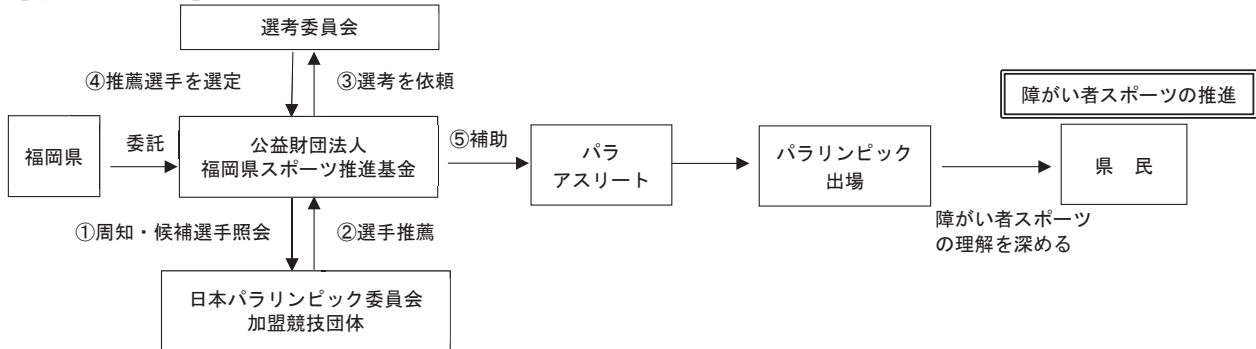 選考委員会
④推薦選手を選定
③選考を依頼
障がい者スポーツの推進
福岡県
委託
公益財団法人
福岡県スポーツ推進基金
⑤補助
パラ
アスリート
パラリンピック
出場
県　民
①周知・候補選手照会
②選手推薦
障がい者スポーツ
の理解を深める
日本パラリンピック委員会
加盟競技団体